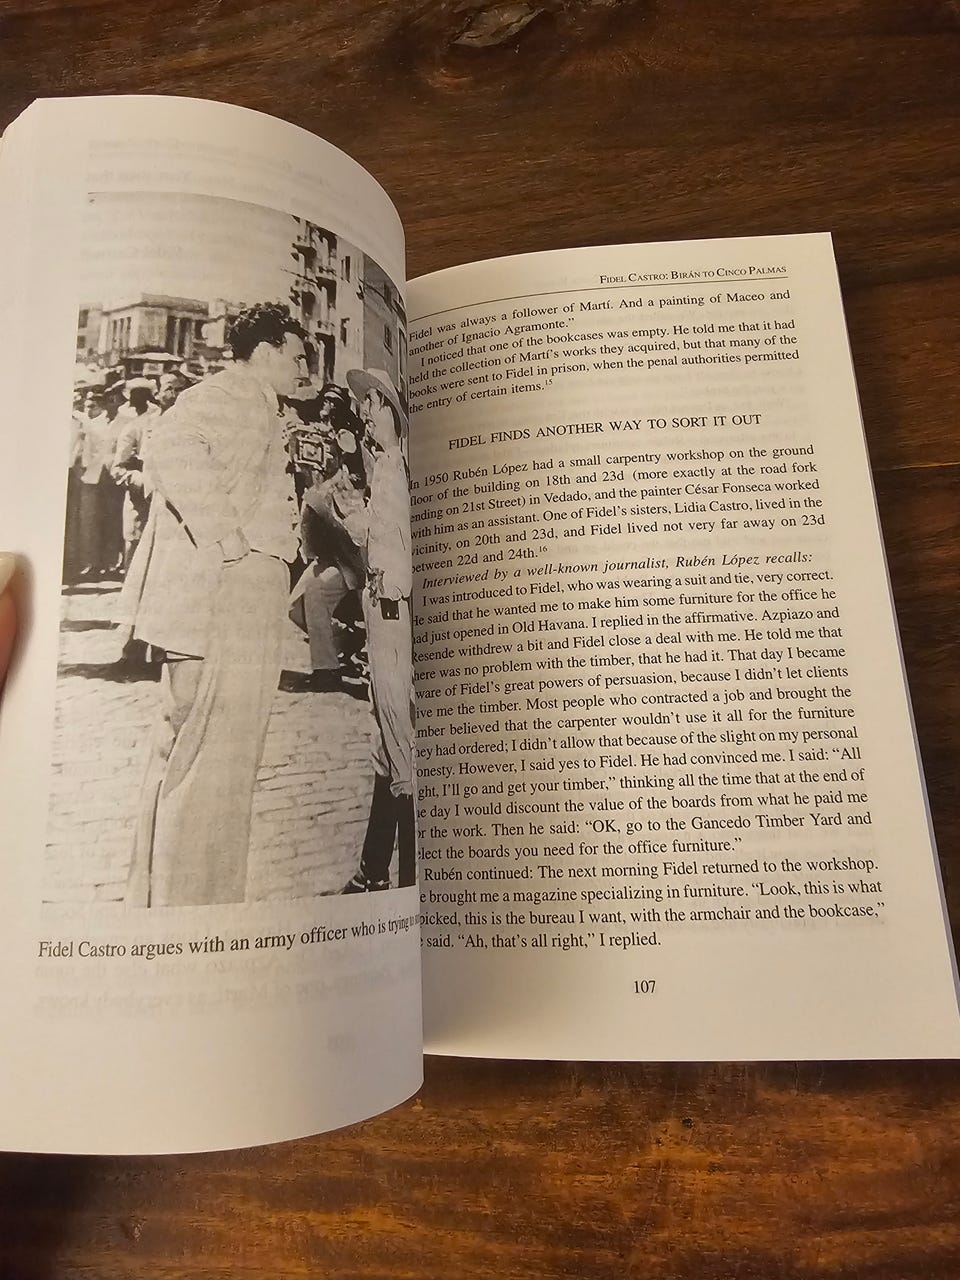 Fidel Castro argues with an army officer who is trying to
FIDEL CASTRO: BIRÁN TO CINCO PALMAS
Fidel was always a follower of Martí. And a painting of Maceo and
another of Ignacio Agramonte.”
I noticed that one of the bookcases was empty. He told me that it had
held the collection of Martí’s works they acquired, but that many of the
books were sent to Fidel in prison, when the penal authorities permitted
the entry of certain items.15
FIDEL FINDS ANOTHER WAY TO SORT IT OUT
In 1950 Rubén López had a small carpentry workshop on the ground
floor of the building on 18th and 23d (more exactly at the road fork
ending on 21st Street) in Vedado, and the painter César Fonseca worked
with him as an assistant. One of Fidel’s sisters, Lidia Castro, lived in the
vicinity, on 20th and 23d, and Fidel lived not very far away on 23d
between 22d and 24th.16
Interviewed by a well-known journalist, Rubén López recalls:
I was introduced to Fidel, who was wearing a suit and tie, very correct.
He said that he wanted me to make him some furniture for the office he
had just opened in Old Havana. I replied in the affirmative. Azpiazo and
Resende withdrew a bit and Fidel close a deal with me. He told me that
here was no problem with the timber, that he had it. That day I became
ware of Fidel’s great powers of persuasion, because I didn’t let clients
ive me the timber. Most people who contracted a job and brought the
mber believed that the carpenter wouldn’t use it all for the furniture
hey had ordered; I didn’t allow that because of the slight on my personal
onesty. However, I said yes to Fidel. He had convinced me. I said: “All
ght, I’ll go and get your timber,” thinking all the time that at the end of
e day I would discount the value of the boards from what he paid me
or the work. Then he said: “OK, go to the Gancedo Timber Yard and
elect the boards you need for the office furniture.”
Rubén continued: The next morning Fidel returned to the workshop.
e brought me a magazine specializing in furniture. “Look, this is what
picked, this is the bureau I want, with the armchair and the bookcase,”
e said. “Ah, that’s all right,” I replied.
107